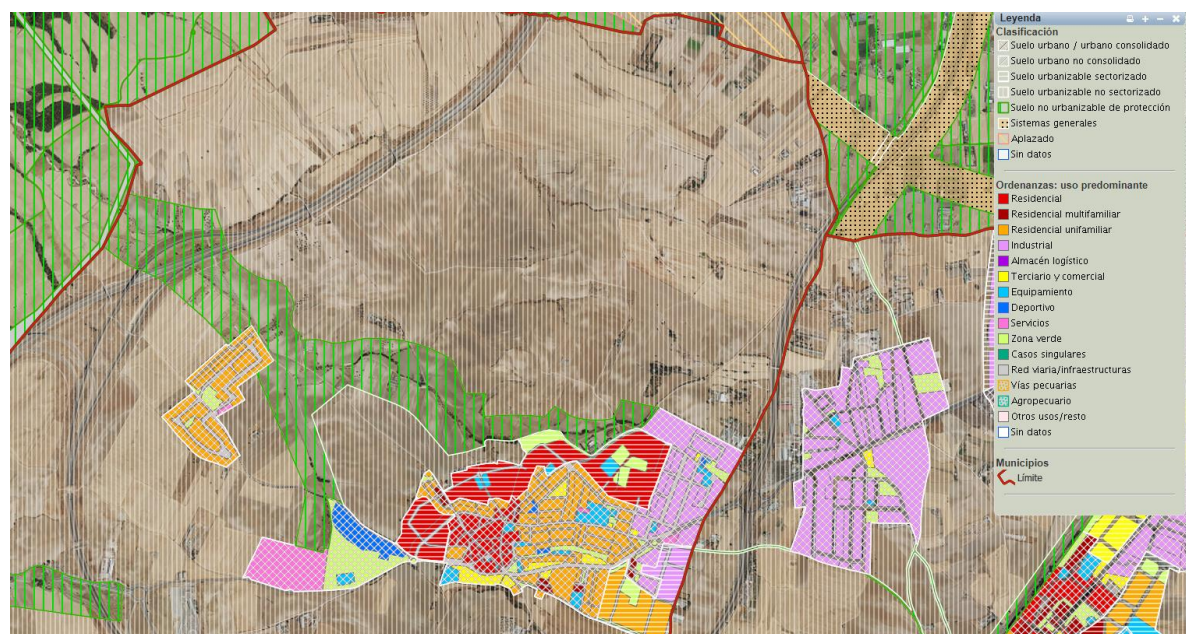 Leyenda
Clasificación
Suelo urbano / urbano consolidado
Suelo urbano no consolidado
Suelo urbanizable sectorizado
Suelo urbanizable no sectorizado
Suelo no urbanizable de protección
Sistemas generales
Aplazado
Sin datos
Ordenanzas: uso predominante
Residencial
Residencial multifamiliar
Residencial unifamiliar
Industrial
Almacén logístico
Terciario y comercial
Equipamiento
Deportivo
Servicios
Zona verde
Casos singulares
Red viaria/infraestructuras
Vías pecuarias
Agropecuario
Otros usos/resto
Sin datos
Municipios
Límite